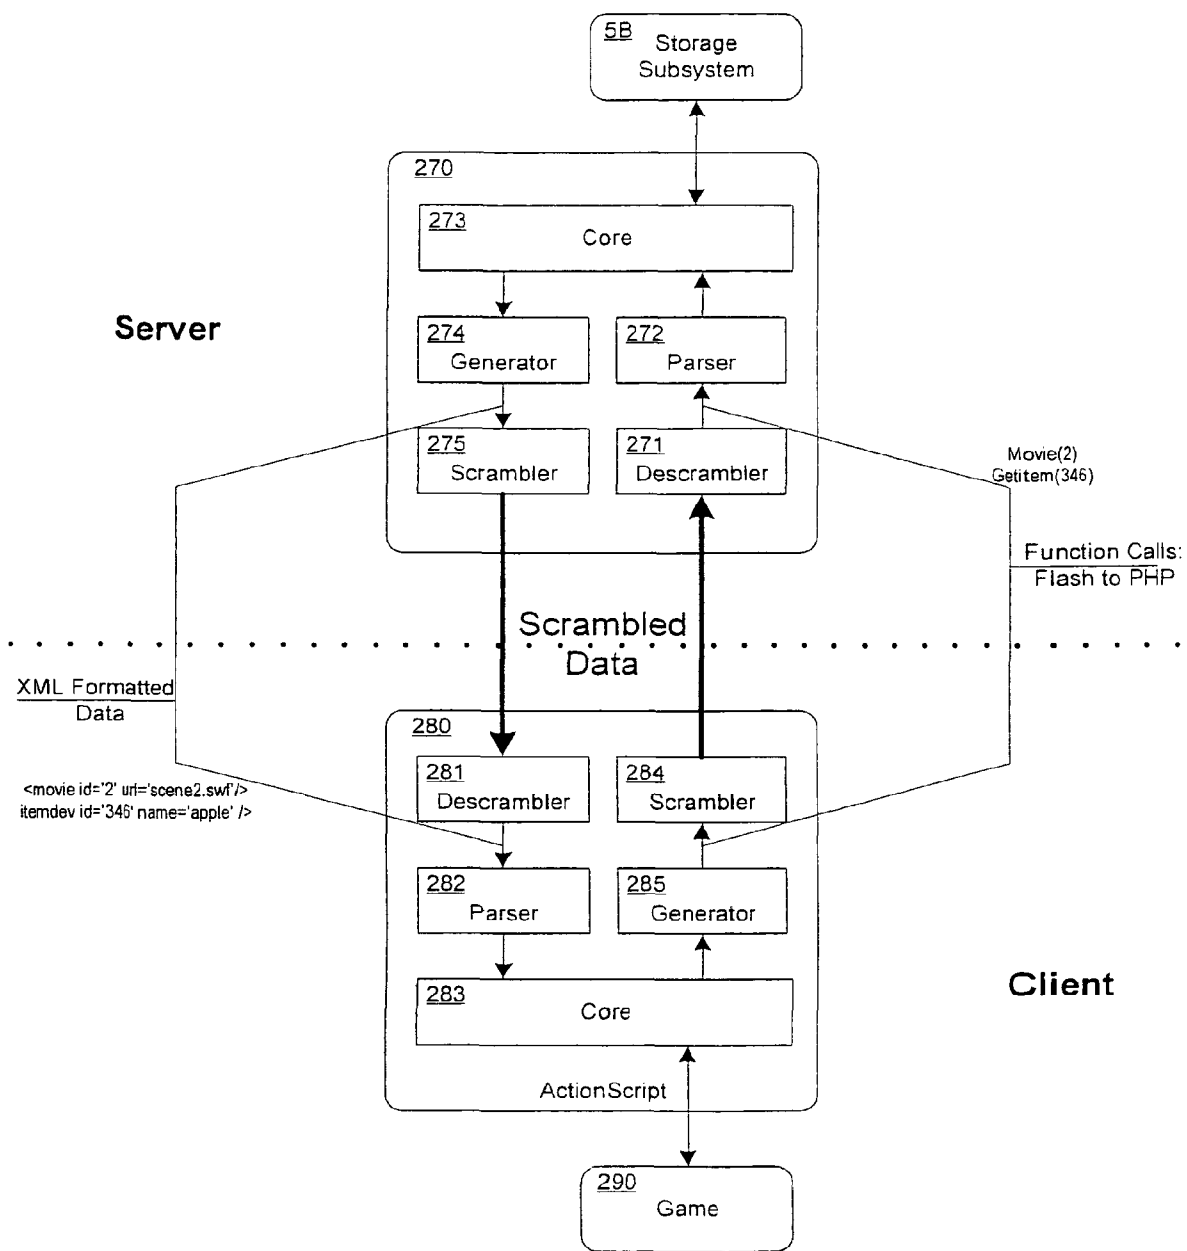 5B
Storage
Subsystem
270
273
Core
Server
274
Generator
272
Parser
275
Scrambler
271
Descrambler
Movie(2)
Getitem(346)
Function Calls:
Flash to PHP
Scrambled
Data
XML Formatted
Data
280
<movie id='2' url='scene2.swf'/>
itemdev id='346' name='apple' />
281
Descrambler
284
Scrambler
282
Parser
285
Generator
283
Core
Client
ActionScript
290
Game